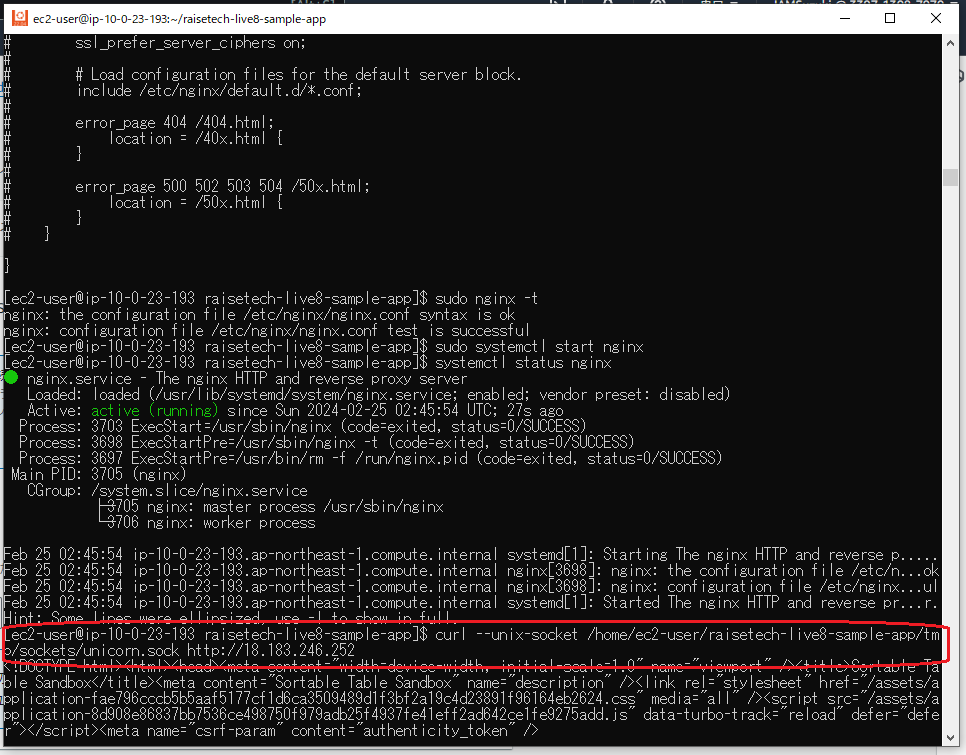 ec2-user@ip-10-0-23-193:~/raisetech-live8-sample-app
#        ssl_prefer_server_ciphers on;
#
#        # Load configuration files for the default server block.
#        include /etc/nginx/default.d/*.conf;
#
#        error_page 404 /404.html;
#            location = /40x.html {
#        }
#
#        error_page 500 502 503 504 /50x.html;
#            location = /50x.html {
#        }
#    }
}
[ec2-user@ip-10-0-23-193 raisetech-live8-sample-app]$ sudo nginx -t
nginx: the configuration file /etc/nginx/nginx.conf syntax is ok
nginx: configuration file /etc/nginx/nginx.conf test is successful
[ec2-user@ip-10-0-23-193 raisetech-live8-sample-app]$ sudo systemctl start nginx
[ec2-user@ip-10-0-23-193 raisetech-live8-sample-app]$ systemctl status nginx
● nginx.service - The nginx HTTP and reverse proxy server
   Loaded: loaded (/usr/lib/systemd/system/nginx.service; enabled; vendor preset: disabled)
   Active: active (running) since Sun 2024-02-25 02:45:54 UTC; 27s ago
  Process: 3703 ExecStart=/usr/sbin/nginx (code=exited, status=0/SUCCESS)
  Process: 3698 ExecStartPre=/usr/sbin/nginx -t (code=exited, status=0/SUCCESS)
  Process: 3697 ExecStartPre=/usr/bin/rm -f /run/nginx.pid (code=exited, status=0/SUCCESS)
 Main PID: 3705 (nginx)
   CGroup: /system.slice/nginx.service
           ├─3705 nginx: master process /usr/sbin/nginx
           └─3706 nginx: worker process
Feb 25 02:45:54 ip-10-0-23-193.ap-northeast-1.compute.internal systemd[1]: Starting The nginx HTTP and reverse p.....
Feb 25 02:45:54 ip-10-0-23-193.ap-northeast-1.compute.internal nginx[3698]: nginx: the configuration file /etc/n...ok
Feb 25 02:45:54 ip-10-0-23-193.ap-northeast-1.compute.internal nginx[3698]: nginx: configuration file /etc/nginx...ul
Feb 25 02:45:54 ip-10-0-23-193.ap-northeast-1.compute.internal systemd[1]: Started The nginx HTTP and reverse pr...r.
Hint: Some lines were ellipsized, use -l to show in full.
[ec2-user@ip-10-0-23-193 raisetech-live8-sample-app]$ curl --unix-socket /home/ec2-user/raisetech-live8-sample-app/tm
p/sockets/unicorn.sock http://18.183.246.252
<!DOCTYPE html><html><head><meta content="width=device-width, initial-scale=1.0" name="viewport" /><title>Sortable Ta
ble Sandbox</title><meta content="Sortable Table Sandbox" name="description" /><link rel="stylesheet" href="/assets/a
pplication-fae796cccb5b5aaf5177cf1d6ca3509489d1f3bf2a19c4d23891f96164eb2624.css" media="all" /><script src="/assets/a
pplication-8d908e86837bb7536ce498750f979adb25f4937fe41eff2ad642ce1fe9275add.js" data-turbo-track="reload" defer="defe
r"></script><meta name="csrf-param" content="authenticity_token" />